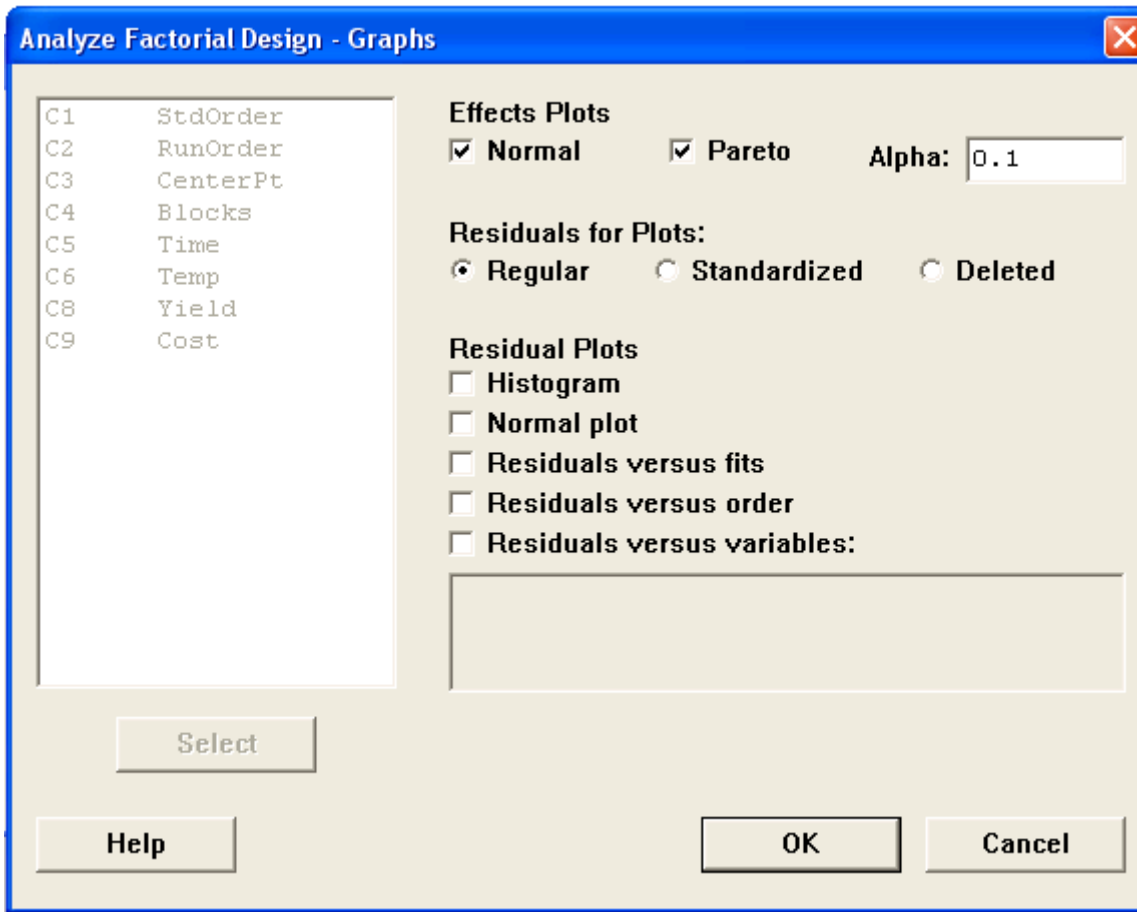 Analyze Factorial Design - Graphs
C1 StdOrder
C2 RunOrder
C3 CenterPt
C4 Blocks
C5 Time
C6 Temp
C8 Yield
C9 Cost
Select
Effects Plots
Normal Pareto Alpha: 0.1
Residuals for Plots:
Regular Standardized Deleted
Residual Plots
Histogram
Normal plot
Residuals versus fits
Residuals versus order
Residuals versus variables:
Help OK Cancel